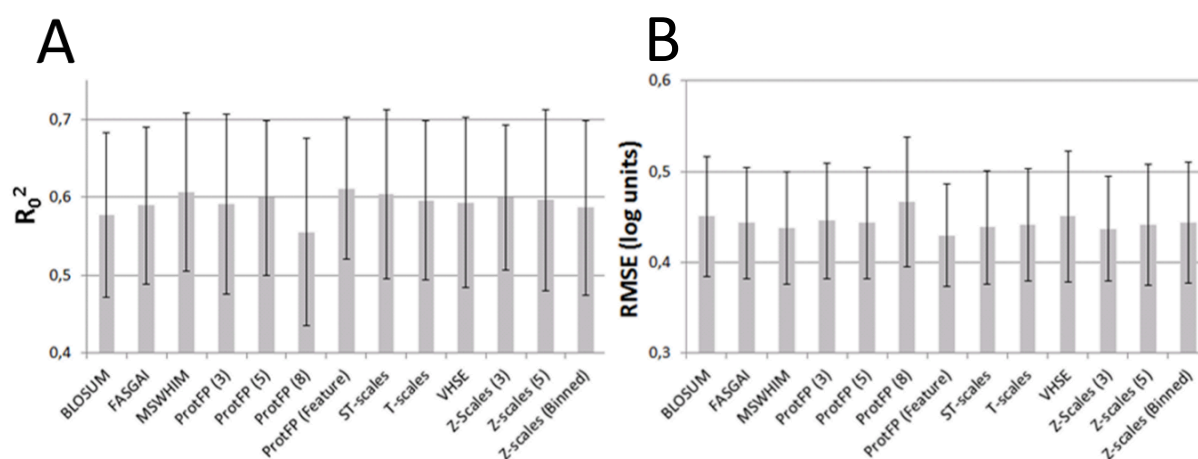 A
R₀²
0,7
0,6
0,5
0,4
BLOSUM
FASGAI
MSWHIM
ProtFP (3)
ProtFP (5)
ProtFP (8)
ProtFP (Feature)
ST-scales
T-scales
VHSE
Z-Scales (3)
Z-scales (5)
Z-scales (Binned)
B
RMSE (log units)
0,6
0,5
0,4
0,3
BLOSUM
FASGAI
MSWHIM
ProtFP (3)
ProtFP (5)
ProtFP (8)
ProtFP (Feature)
ST-scales
T-scales
VHSE
Z-Scales (3)
Z-scales (5)
Z-scales (Binned)